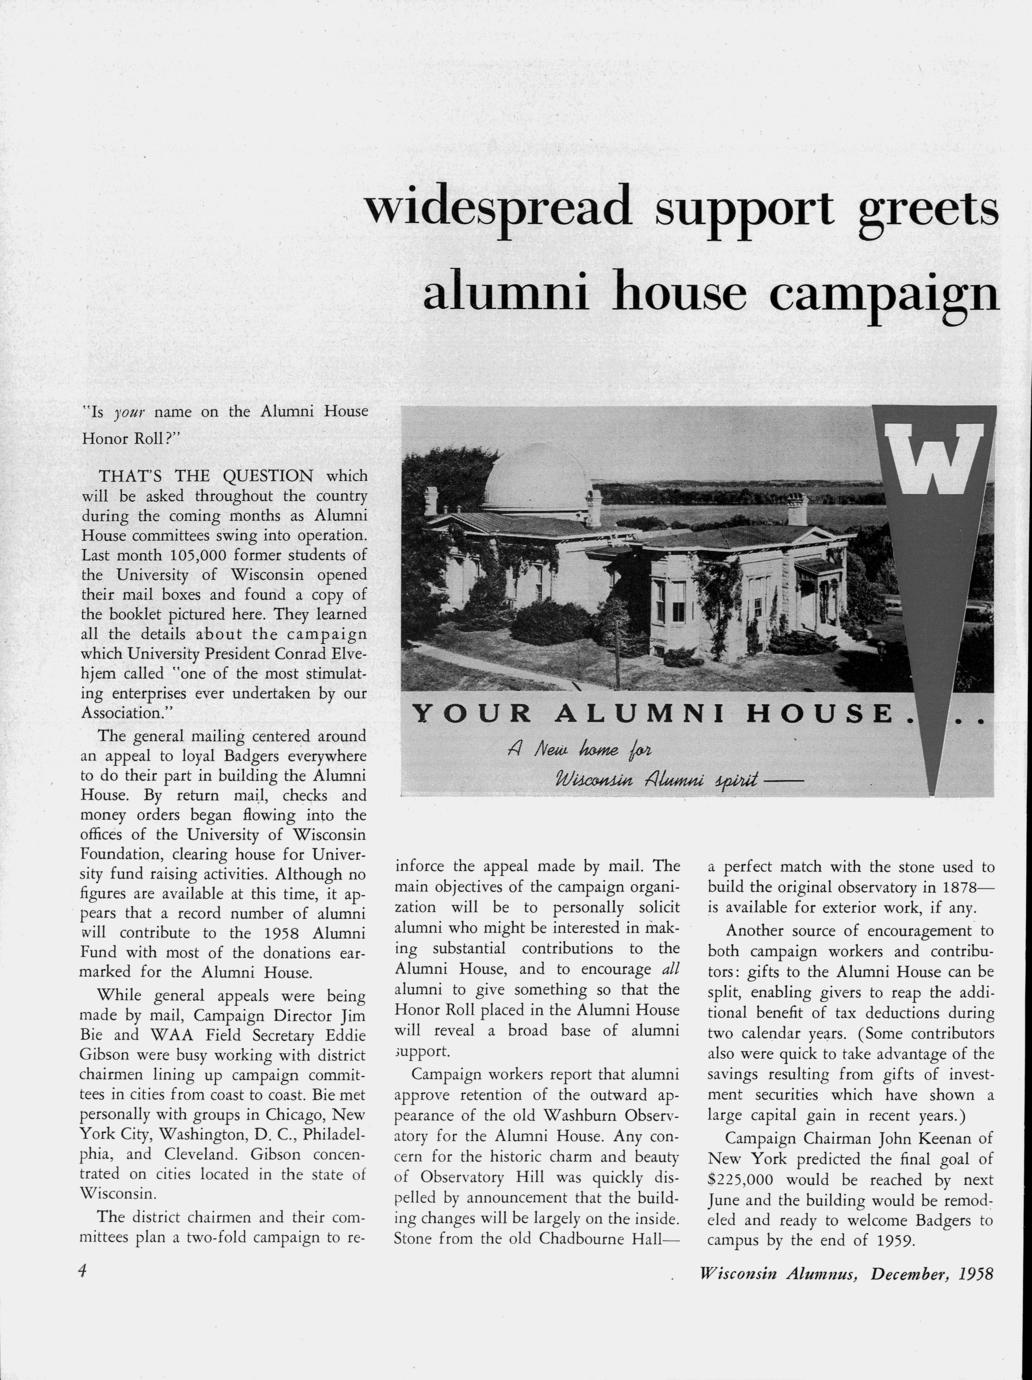 widespread support greets
alumni house campaign
"Is your name on the Alumni House
Honor Roll?"
THAT'S THE QUESTION which
will be asked throughout the country
during the coming months as Alumni
House committees swing into operation.
Last month 105,000 former students of
the University of Wisconsin opened
their mail boxes and found a copy of
the booklet pictured here. They learned
all the details about the campaign
which University President Conrad Elve-
hjem called "one of the most stimulat-
ing enterprises ever undertaken by our
Association."
The general mailing centered around
an appeal to loyal Badgers everywhere
to do their part in building the Alumni
House. By return mail, checks and
money orders began flowing into the
offices of the University of Wisconsin
Foundation, clearing house for Univer-
sity fund raising activities. Although no
figures are available at this time, it ap-
pears that a record number of alumni
will contribute to the 1958 Alumni
Fund with most of the donations ear-
marked for the Alumni House.
While general appeals were being
made by mail, Campaign Director Jim
Bie and WAA Field Secretary Eddie
Gibson were busy working with district
chairmen lining up campaign commit-
tees in cities from coast to coast. Bie met
personally with groups in Chicago, New
York City, Washington, D. C., Philadel-
phia, and Cleveland. Gibson concen-
trated on cities located in the state of
Wisconsin.
The district chairmen and their com-
mittees plan a two-fold campaign to re-
W
YOUR ALUMNI HOUSE. . . .
A New home for
Wisconsin Alumni spirit —
inforce the appeal made by mail. The
main objectives of the campaign organi-
zation will be to personally solicit
alumni who might be interested in mak-
ing substantial contributions to the
Alumni House, and to encourage all
alumni to give something so that the
Honor Roll placed in the Alumni House
will reveal a broad base of alumni
support.
Campaign workers report that alumni
approve retention of the outward ap-
pearance of the old Washburn Observ-
atory for the Alumni House. Any con-
cern for the historic charm and beauty
of Observatory Hill was quickly dis-
pelled by announcement that the build-
ing changes will be largely on the inside.
Stone from the old Chadbourne Hall—
a perfect match with the stone used to
build the original observatory in 1878—
is available for exterior work, if any.
Another source of encouragement to
both campaign workers and contribu-
tors: gifts to the Alumni House can be
split, enabling givers to reap the addi-
tional benefit of tax deductions during
two calendar years. (Some contributors
also were quick to take advantage of the
savings resulting from gifts of invest-
ment securities which have shown a
large capital gain in recent years.)
Campaign Chairman John Keenan of
New York predicted the final goal of
$225,000 would be reached by next
June and the building would be remod-
eled and ready to welcome Badgers to
campus by the end of 1959.
4
Wisconsin Alumnus, December, 1958